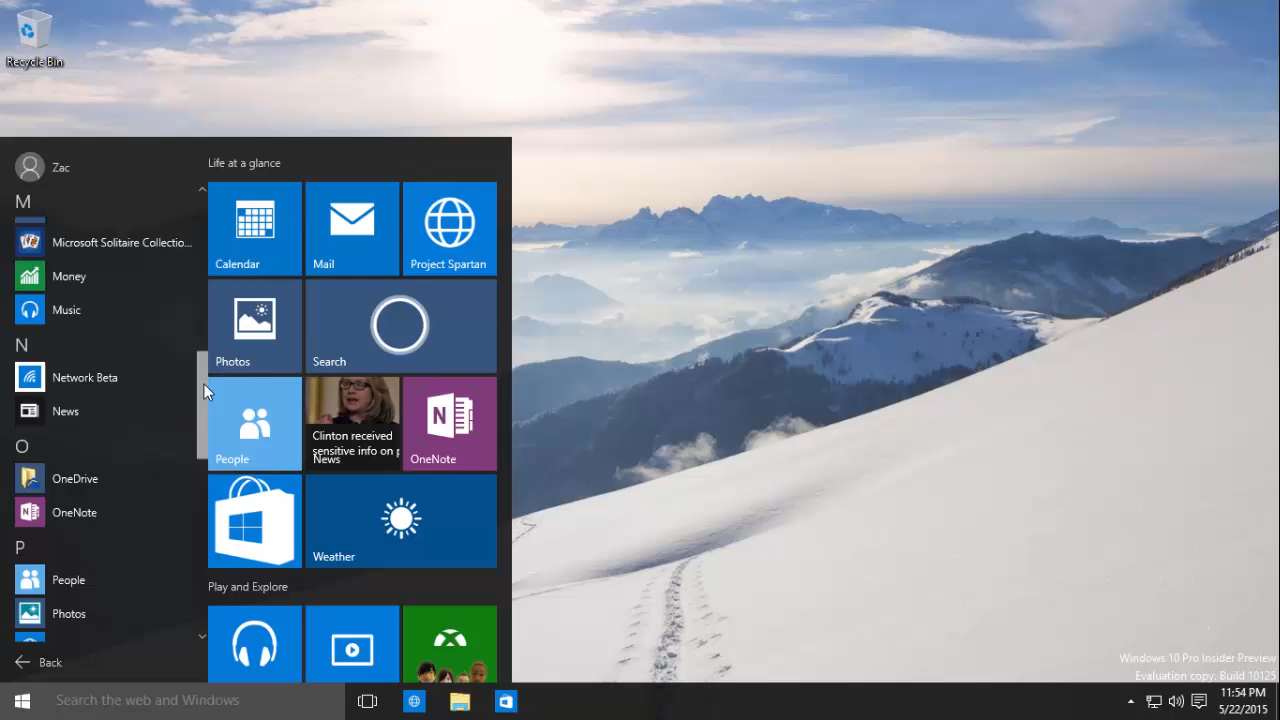 Recycle Bin
Zac
M
Microsoft Solitaire Collectio...
Money
Music
N
Network Beta
News
O
OneDrive
OneNote
P
People
Photos
Back
Life at a glance
Calendar
Mail
Project Spartan
Photos
Search
People
Clinton received
sensitive info on p
News
N
OneNote
Weather
Play and Explore
Windows 10 Pro Insider Preview
Evaluation copy. Build 10125
Search the web and Windows
11:54 PM
5/22/2015